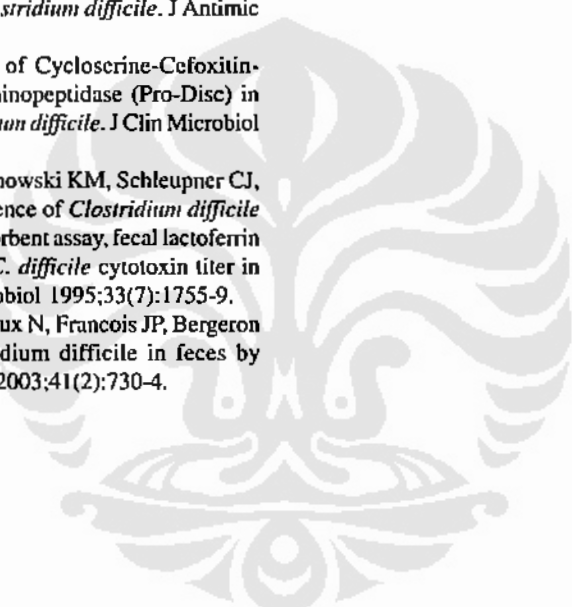 stridium difficile. J Antimic
of Cycloserine-Cefoxitin-
inopeptidase (Pro-Disc) in
um difficile. J Clin Microbiol
nowski KM, Schleupner CJ,
ence of Clostridium difficile
rbent assay, fecal lactoferrin
C. difficile cytotoxin titer in
obiol 1995;33(7):1755-9.
ux N, Francois JP, Bergeron
dium difficile in feces by
2003;41(2):730-4.